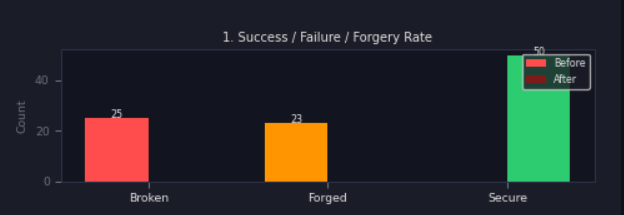 1. Success / Failure / Forgery Rate
50
Before
After
40
25
23
20
0
Count
Broken
Forged
Secure